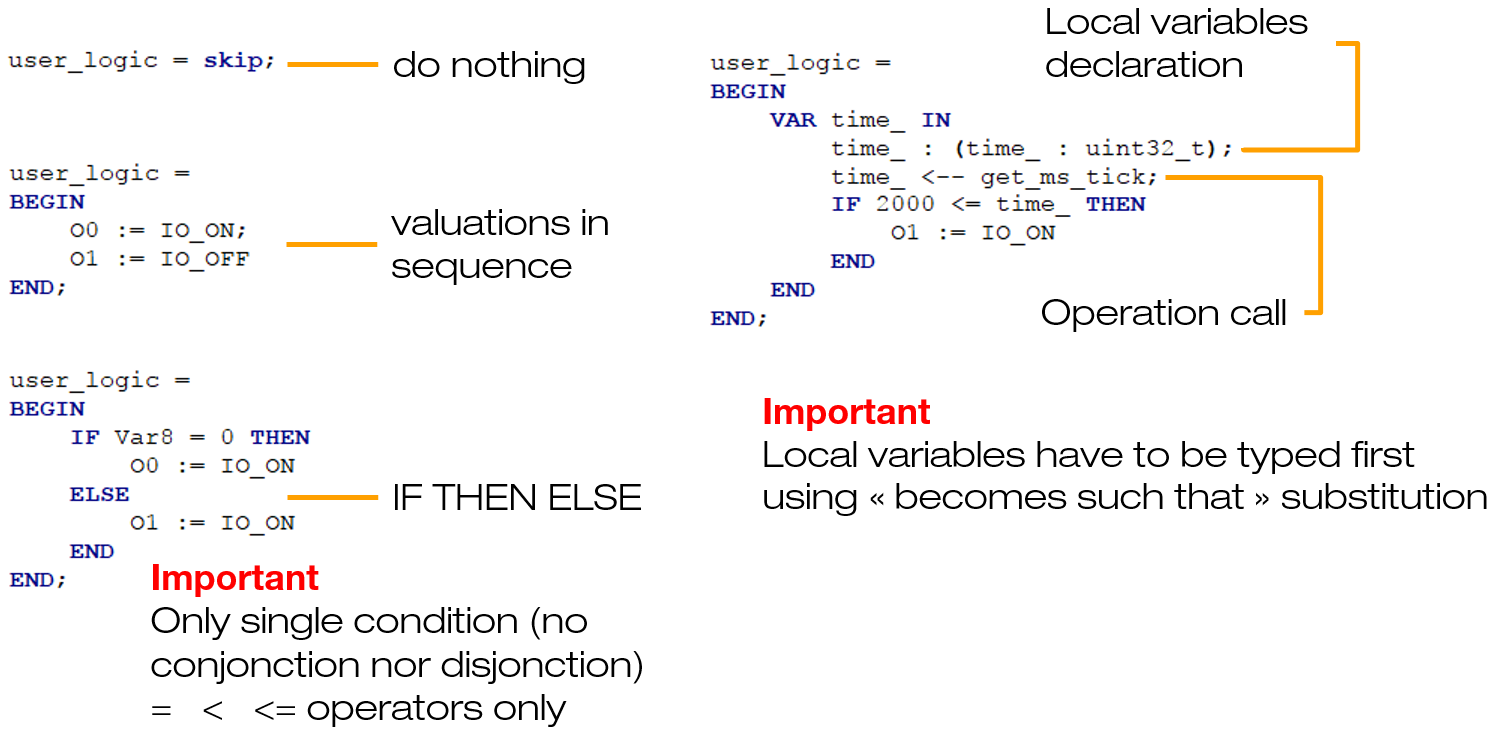 user_logic = skip;
do nothing
user_logic =
BEGIN
O0 := IO_ON;
O1 := IO_OFF
END;
valuations in
sequence
user_logic =
BEGIN
IF Var8 = 0 THEN
O0 := IO_ON
ELSE
O1 := IO_ON
END
END;
IF THEN ELSE
Important
Only single condition (no
conjonction nor disjonction)
= < <= operators only
Local variables
declaration
user_logic =
BEGIN
VAR time_ IN
time_ : (time_ : uint32_t);
time_ <-- get_ms_tick;
IF 2000 <= time_ THEN
O1 := IO_ON
END
END
END;
Operation call
Important
Local variables have to be typed first
using « becomes such that » substitution